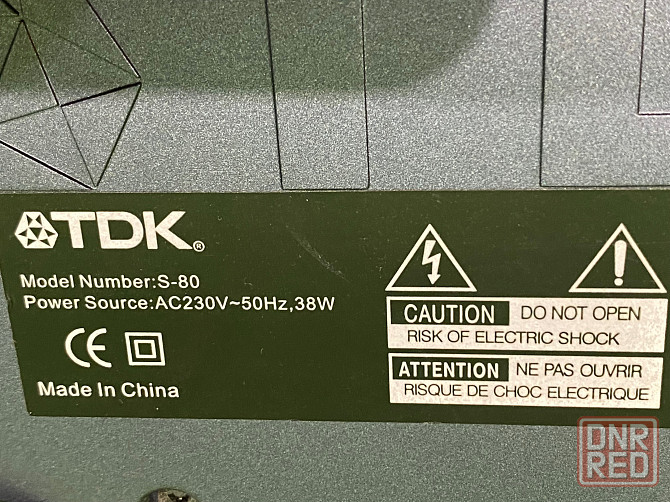 TDK®
Model Number:S-80
Power Source:AC230V~50Hz,38W
CE
Made In China
CAUTION DO NOT OPEN
RISK OF ELECTRIC SHOCK
ATTENTION NE PAS OUVRIR
RISQUE DE CHOC ELECTRIQUE
DNR
RED